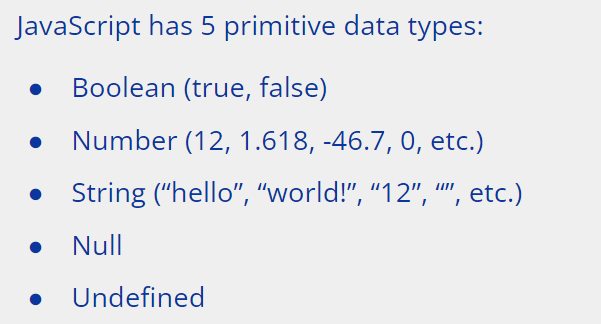 JavaScript has 5 primitive data types:
● Boolean (true, false)
● Number (12, 1.618, -46.7, 0, etc.)
● String (“hello”, “world!”, “12”, “”, etc.)
● Null
● Undefined